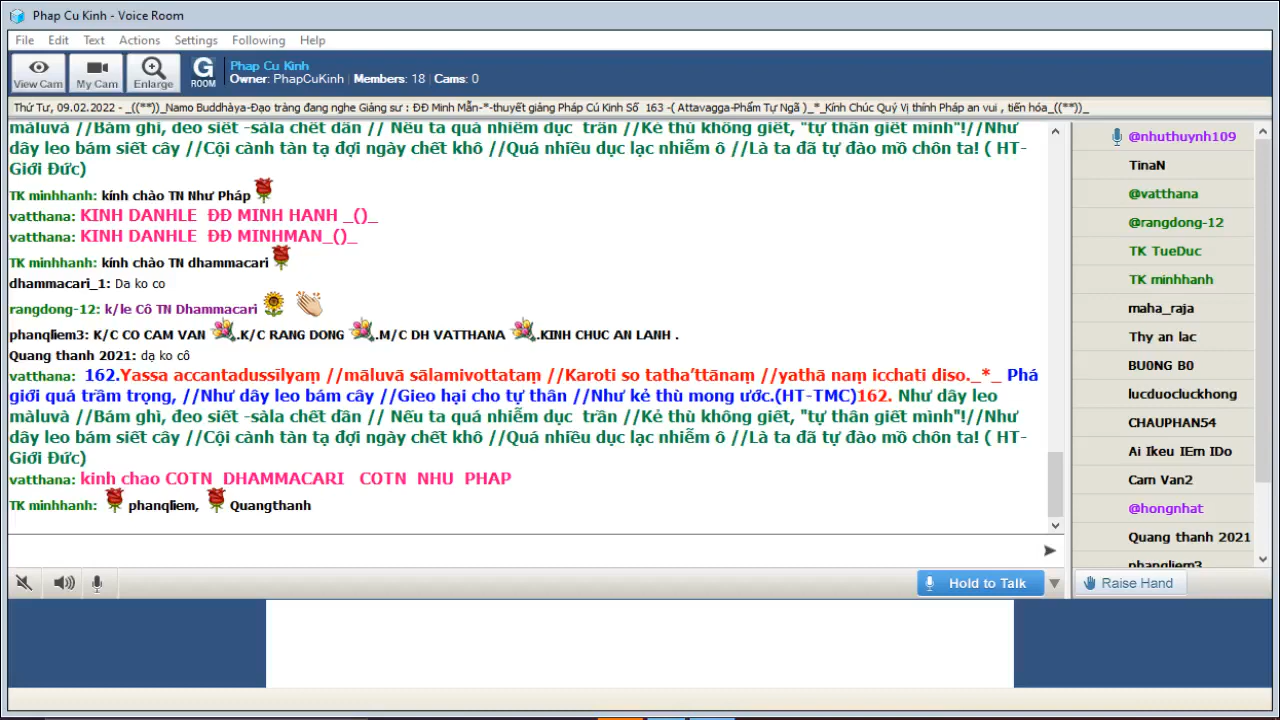 Phap Cu Kinh - Voice Room
File Edit Text Actions Settings Following Help
View Cam My Cam Enlarge G ROOM Phap Cu Kinh
Owner: PhapCuKinh Members: 18 Cams: 0
Thứ Tư, 09.02.2022 - _((**))_Namo Buddhàya-Đạo tràng đang nghe Giảng sư : ĐĐ Minh Mẫn-*-thuyết giảng Pháp Cú Kinh Số  163 -( Attavagga-Phẩm Tự Ngã )_*_Kính Chúc Quý Vị thính Pháp an vui , tiến hóa_((**))_
màluvà //Bám ghì, đeo siết -sàla chết dần // Nếu ta quá nhiễm dục  trần //Kẻ thù không giết, "tự thân giết mình"!//Như
dây leo bám siết cây //Cội cành tàn tạ đợi ngày chết khô //Quá nhiều dục lạc nhiễm ô //Là ta đã tự đào mồ chôn ta! ( HT-
Giới Đức)
TK minhhanh: kính chào TN Như Pháp
vatthana: KINH DANHLE  ĐĐ MINH HANH _()_
vatthana: KINH DANHLE  ĐĐ MINHMAN_()_
TK minhhanh: kính chào TN dhammacari
dhammacari_1: Da ko co
rangdong-12: k/le Cô TN Dhammacari
phanqliem3: K/C CO CAM VAN .K/C RANG DONG .M/C DH VATTHANA .KINH CHUC AN LANH .
Quang thanh 2021: dạ ko cô
vatthana:  162.Yassa accantadussīlyaṃ //māluvā sālamivottataṃ //Karoti so tatha’ttānaṃ //yathā naṃ icchati diso._*_ Phá
giới quá trầm trọng, //Như dây leo bám cây //Gieo hại cho tự thân //Như kẻ thù mong ước.(HT-TMC)162. Như dây leo
màluvà //Bám ghì, đeo siết -sàla chết dần // Nếu ta quá nhiễm dục  trần //Kẻ thù không giết, "tự thân giết mình"!//Như
dây leo bám siết cây //Cội cành tàn tạ đợi ngày chết khô //Quá nhiều dục lạc nhiễm ô //Là ta đã tự đào mồ chôn ta! ( HT-
Giới Đức)
vatthana: kinh chao COTN  DHAMMACARI   COTN  NHU  PHAP
TK minhhanh: phanqliem, Quangthanh
Hold to Talk
@nhuthuynh109
TinaN
@vatthana
@rangdong-12
TK TueDuc
TK minhhanh
maha_raja
Thy an lac
BU0NG B0
lucduocluckhong
CHAUPHAN54
Ai Ikeu IEm IDo
Cam Van2
@hongnhat
Quang thanh 2021
phanqliem3
Raise Hand